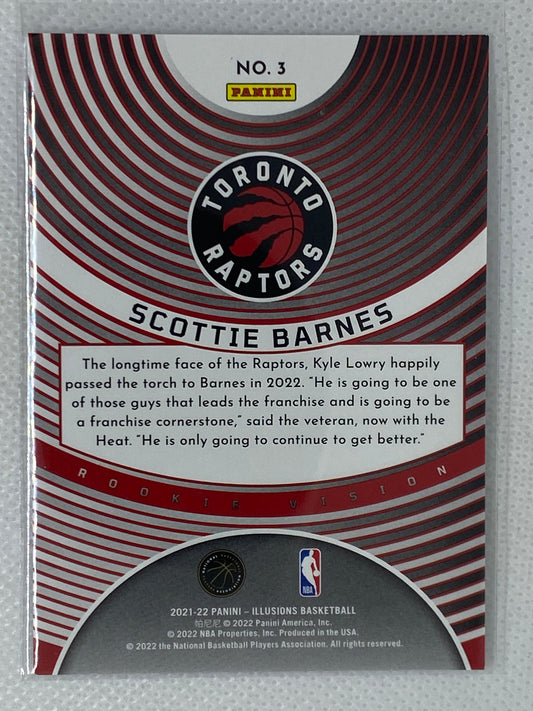 NO. 3
PANINI
TORONTO
RAPTORS
SCOTTIE BARNES
The longtime face of the Raptors, Kyle Lowry happily
passed the torch to Barnes in 2022. “He is going to be one
of those guys that leads the franchise and is going to be
a franchise cornerstone,” said the veteran, now with the
Heat. “He is only going to continue to get better.”
ROOKIE VISION
NBA
2021-22 PANINI – ILLUSIONS BASKETBALL
帕尼尼 © 2022 Panini America, Inc.
© 2022 NBA Properties, Inc. Produced in the USA.
© 2022 the National Basketball Players Association. All rights reserved.